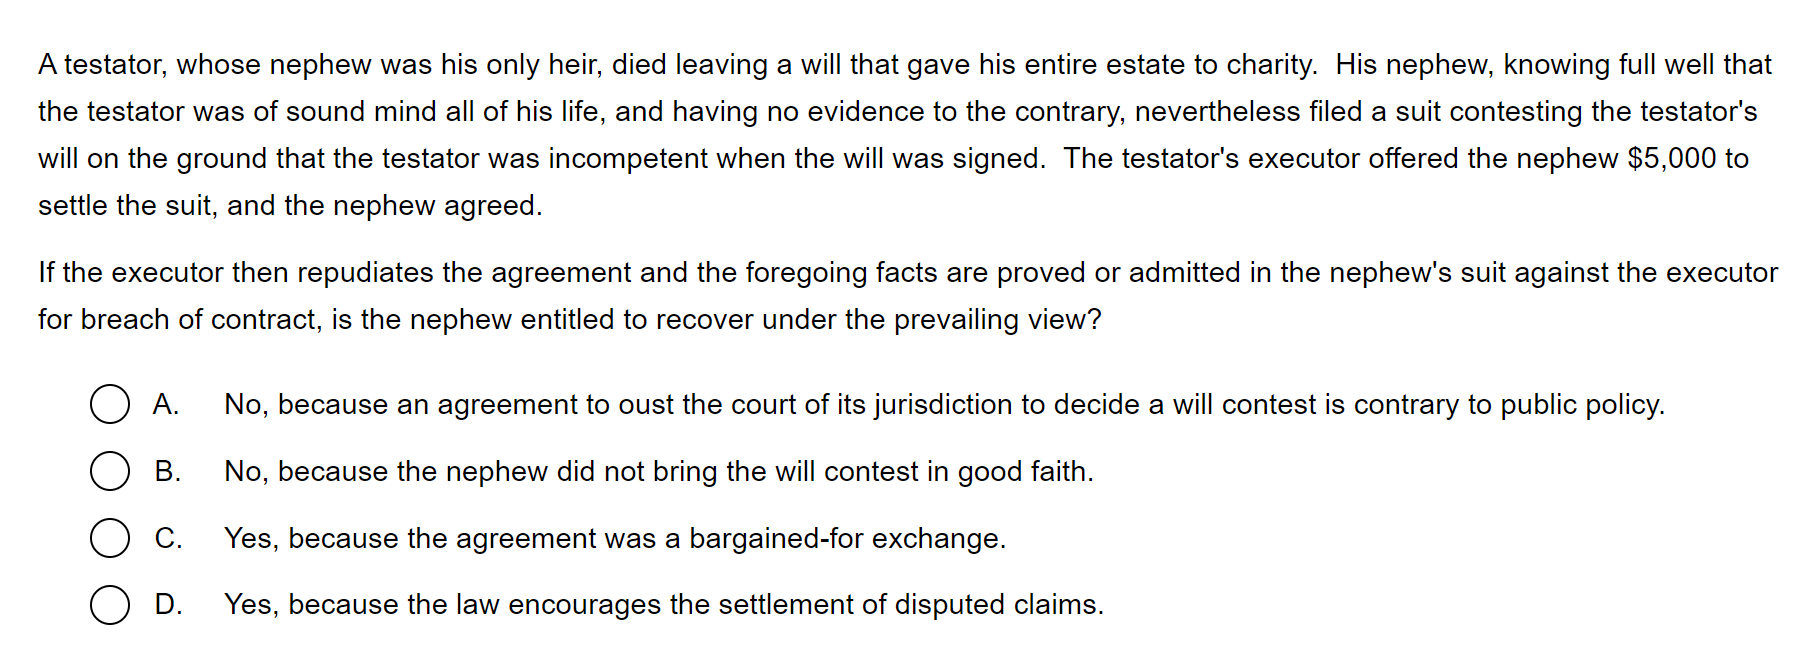 A testator, whose nephew was his only heir, died leaving a will that gave his entire estate to charity.  His nephew, knowing full well that
the testator was of sound mind all of his life, and having no evidence to the contrary, nevertheless filed a suit contesting the testator's
will on the ground that the testator was incompetent when the will was signed.  The testator's executor offered the nephew $5,000 to
settle the suit, and the nephew agreed.
If the executor then repudiates the agreement and the foregoing facts are proved or admitted in the nephew's suit against the executor
for breach of contract, is the nephew entitled to recover under the prevailing view?
A. No, because an agreement to oust the court of its jurisdiction to decide a will contest is contrary to public policy.
B. No, because the nephew did not bring the will contest in good faith.
C. Yes, because the agreement was a bargained-for exchange.
D. Yes, because the law encourages the settlement of disputed claims.